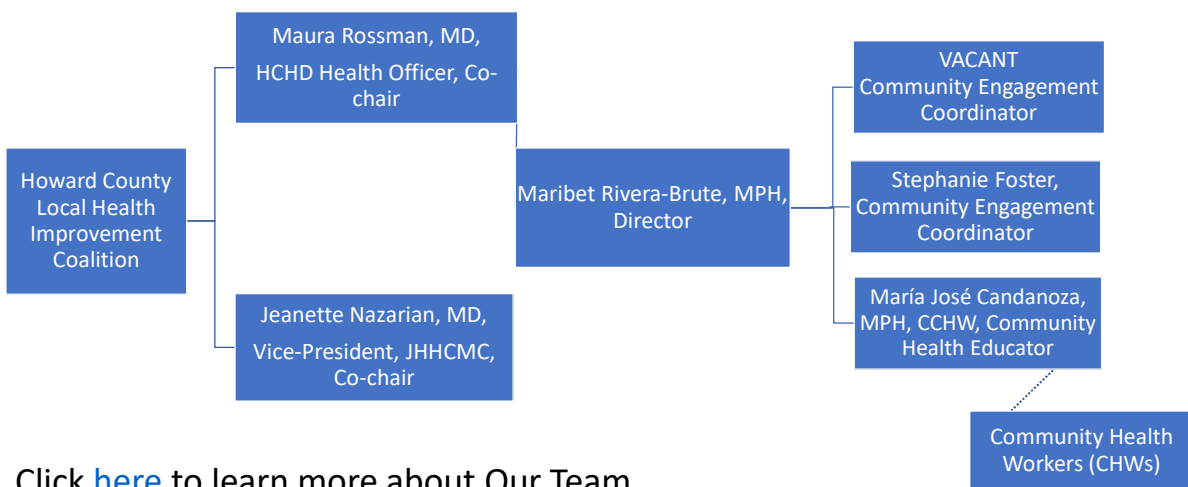 Howard County
Local Health
Improvement
Coalition
Maura Rossman, MD,
HCHD Health Officer, Co-
chair
Jeanette Nazarian, MD,
Vice-President, JHHCMC,
Co-chair
Maribet Rivera-Brute, MPH,
Director
VACANT
Community Engagement
Coordinator
Stephanie Foster,
Community Engagement
Coordinator
María José Candanoza,
MPH, CCHW, Community
Health Educator
Community Health
Workers (CHWs)
Click here to learn more about Our Team